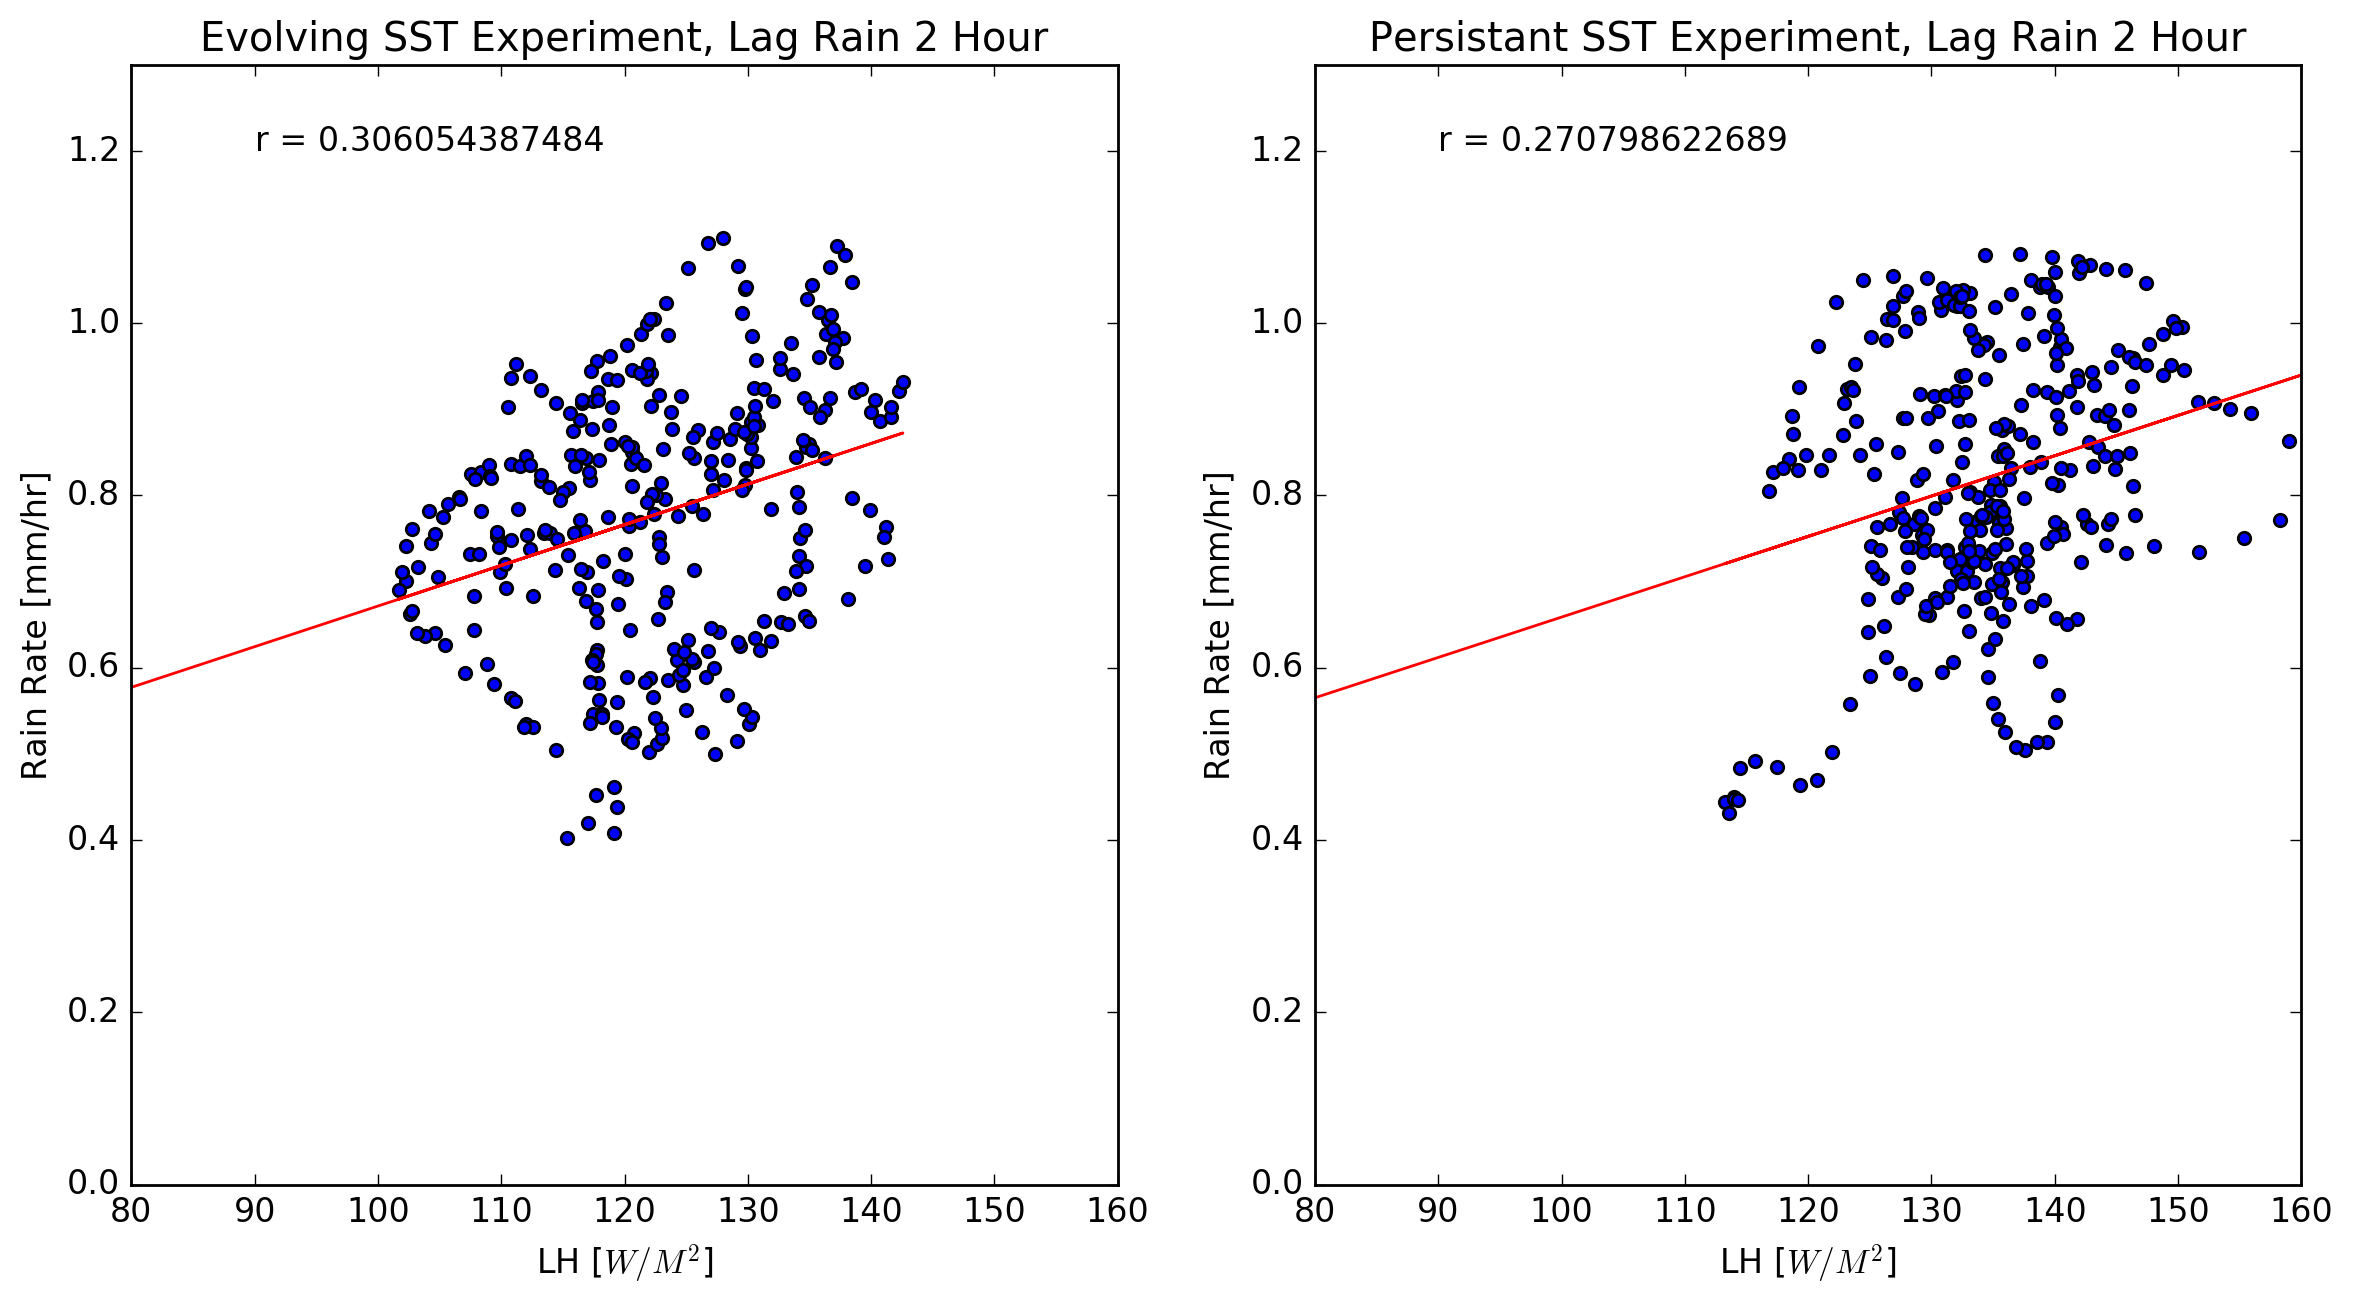 Evolving SST Experiment, Lag Rain 2 Hour
r = 0.306054387484
Rain Rate [mm/hr]
1.2
1.0
0.8
0.6
0.4
0.2
0.0
80 90 100 110 120 130 140 150 160
LH [W/M²]
Persistant SST Experiment, Lag Rain 2 Hour
r = 0.270798622689
Rain Rate [mm/hr]
1.2
1.0
0.8
0.6
0.4
0.2
0.0
80 90 100 110 120 130 140 150 160
LH [W/M²]